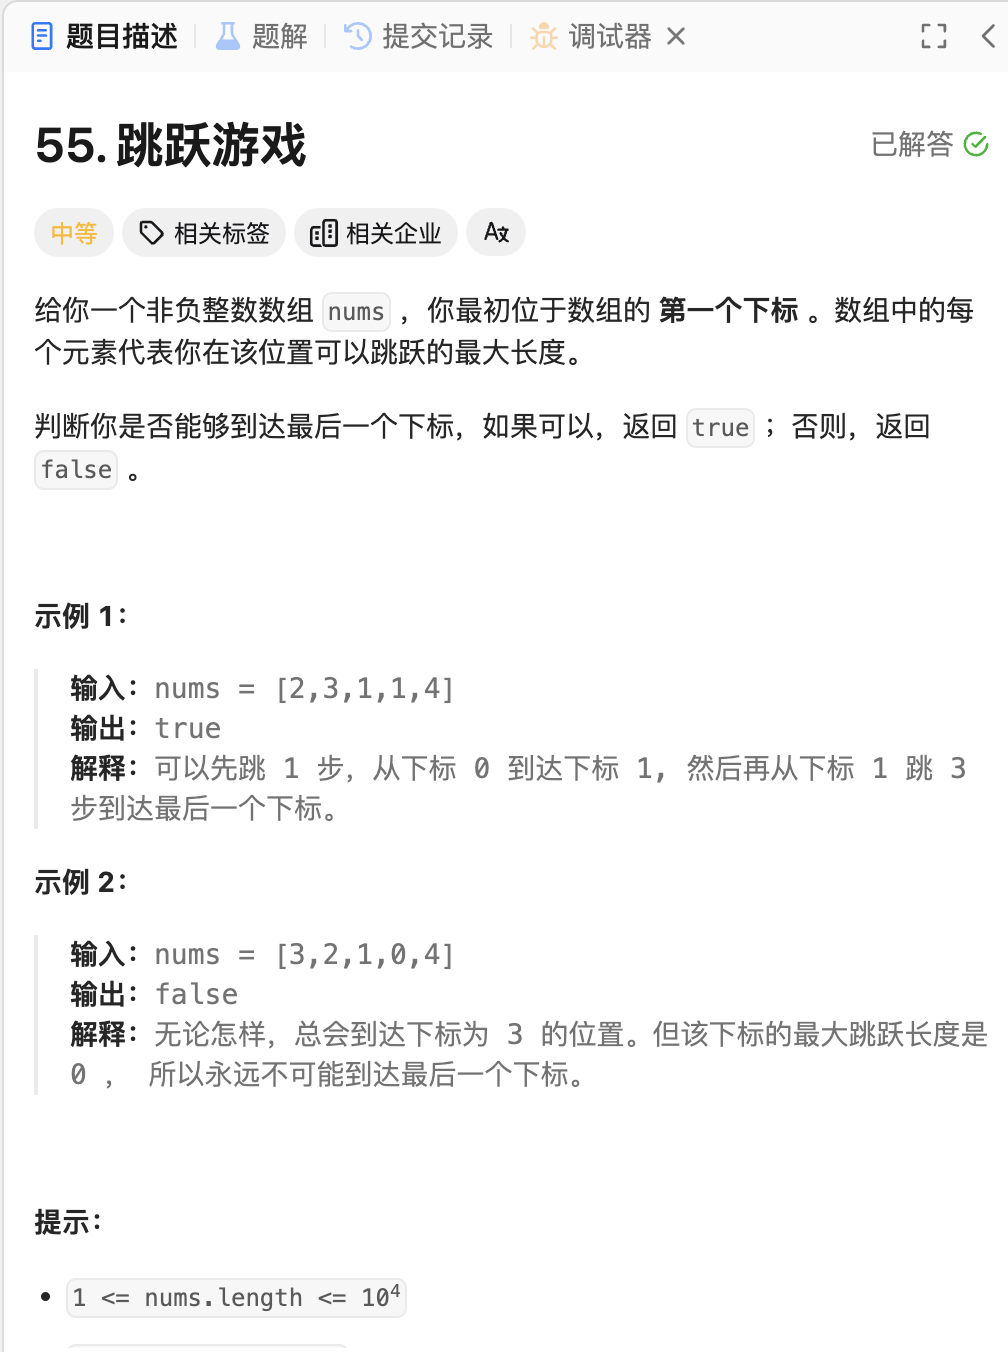 题目描述 题解 提交记录 调试器
55. 跳跃游戏
已解答
中等 相关标签 相关企业
给你一个非负整数数组 nums ，你最初位于数组的 第一个下标 。数组中的每
个元素代表你在该位置可以跳跃的最大长度。
判断你是否能够到达最后一个下标，如果可以，返回 true ；否则，返回
false 。
示例 1：
输入：nums = [2,3,1,1,4]
输出：true
解释：可以先跳 1 步，从下标 0 到达下标 1, 然后再从下标 1 跳 3
步到达最后一个下标。
示例 2：
输入：nums = [3,2,1,0,4]
输出：false
解释：无论怎样，总会到达下标为 3 的位置。但该下标的最大跳跃长度是
0 ， 所以永远不可能到达最后一个下标。
提示：
• 1 <= nums.length <= 10⁴